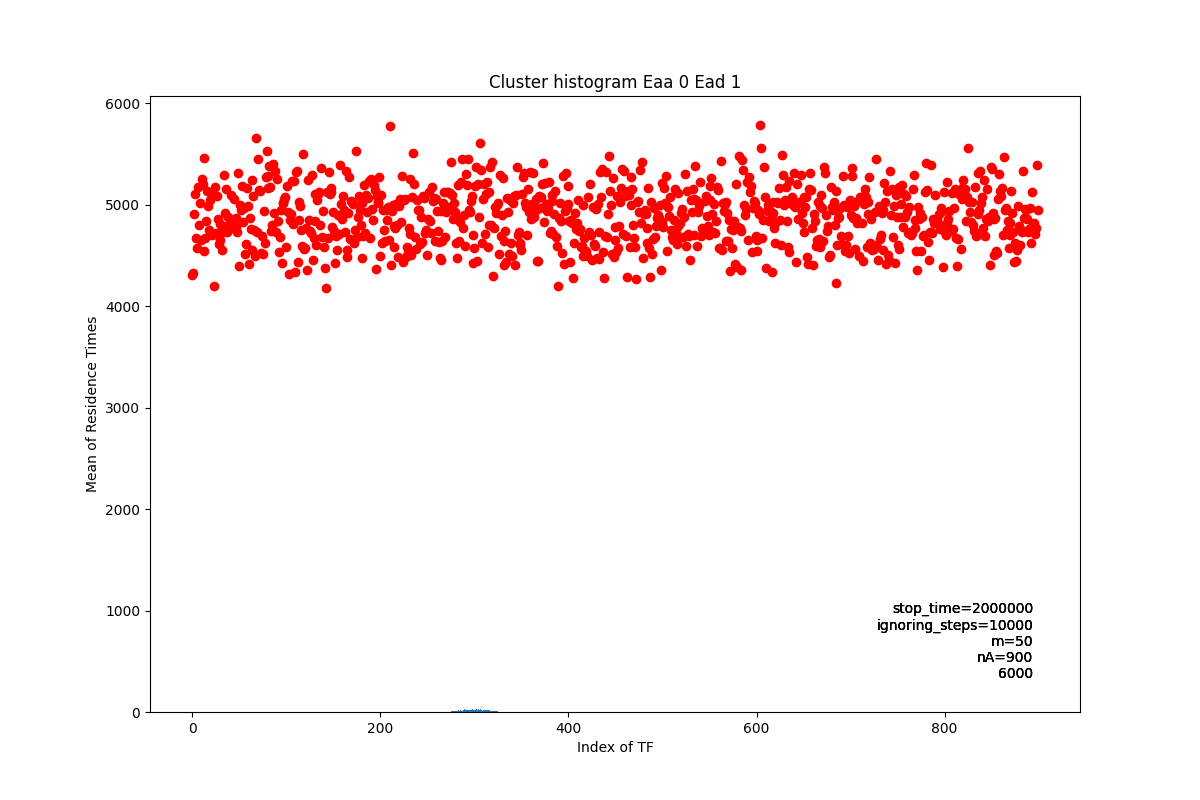 Cluster histogram Eaa 0 Ead 1
6000
5000
4000
3000
2000
1000
0
Mean of Residence Times
stop_time=2000000
ignoring_steps=10000
m=50
nA=900
6000
0 200 400 600 800
Index of TF